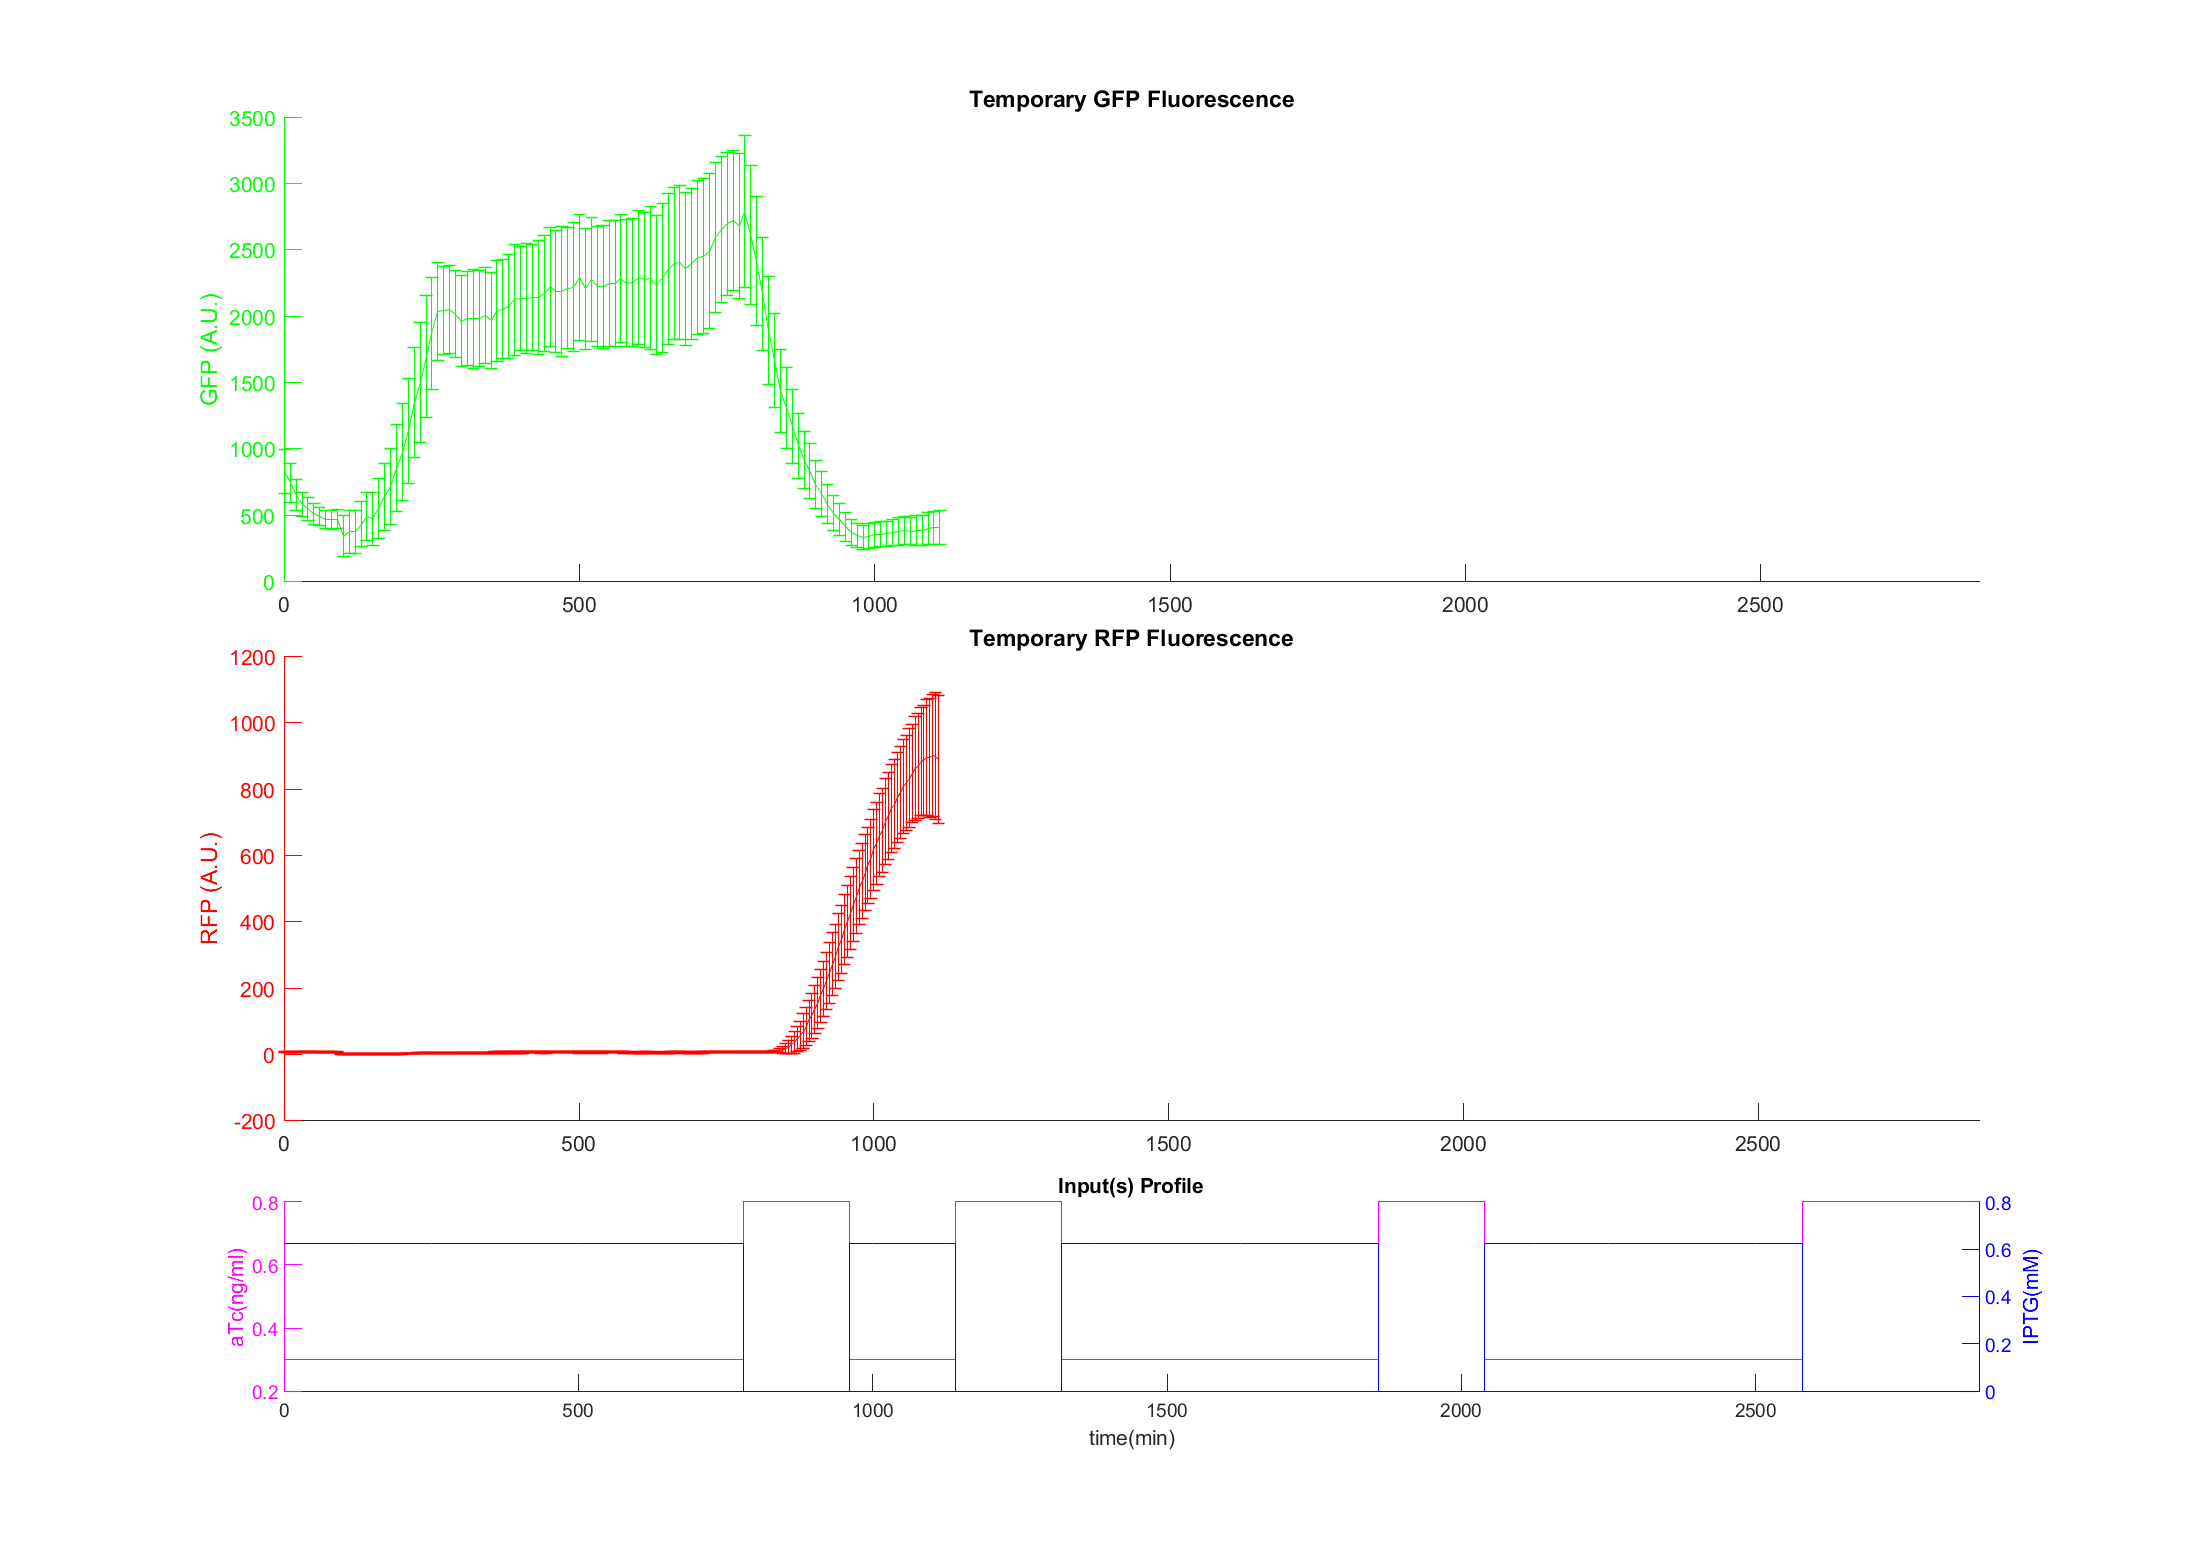 Temporary GFP Fluorescence
3500
3000
2500
2000
1500
1000
500
0
GFP (A.U.)
0 500 1000 1500 2000 2500
Temporary RFP Fluorescence
1200
1000
800
600
400
200
0
-200
RFP (A.U.)
0 500 1000 1500 2000 2500
Input(s) Profile
0.8
0.6
0.4
0.2
aTc(ng/ml)
0.8
0.6
0.4
0.2
0
IPTG(mM)
0 500 1000 1500 2000 2500
time(min)